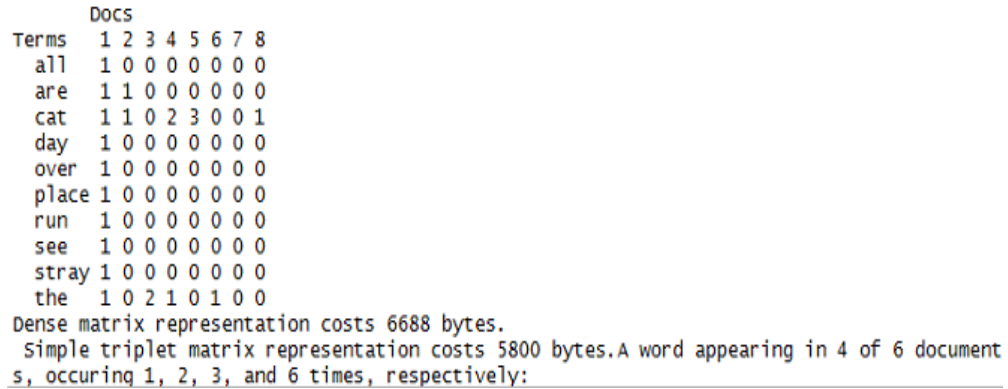 Docs
Terms 1 2 3 4 5 6 7 8
all 1 0 0 0 0 0 0 0
are 1 1 0 0 0 0 0 0
cat 1 1 0 2 3 0 0 1
day 1 0 0 0 0 0 0 0
over 1 0 0 0 0 0 0 0
place 1 0 0 0 0 0 0 0
run 1 0 0 0 0 0 0 0
see 1 0 0 0 0 0 0 0
stray 1 0 0 0 0 0 0 0
the 1 0 2 1 0 1 0 0
Dense matrix representation costs 6688 bytes.
Simple triplet matrix representation costs 5800 bytes.A word appearing in 4 of 6 document
s, occuring 1, 2, 3, and 6 times, respectively: